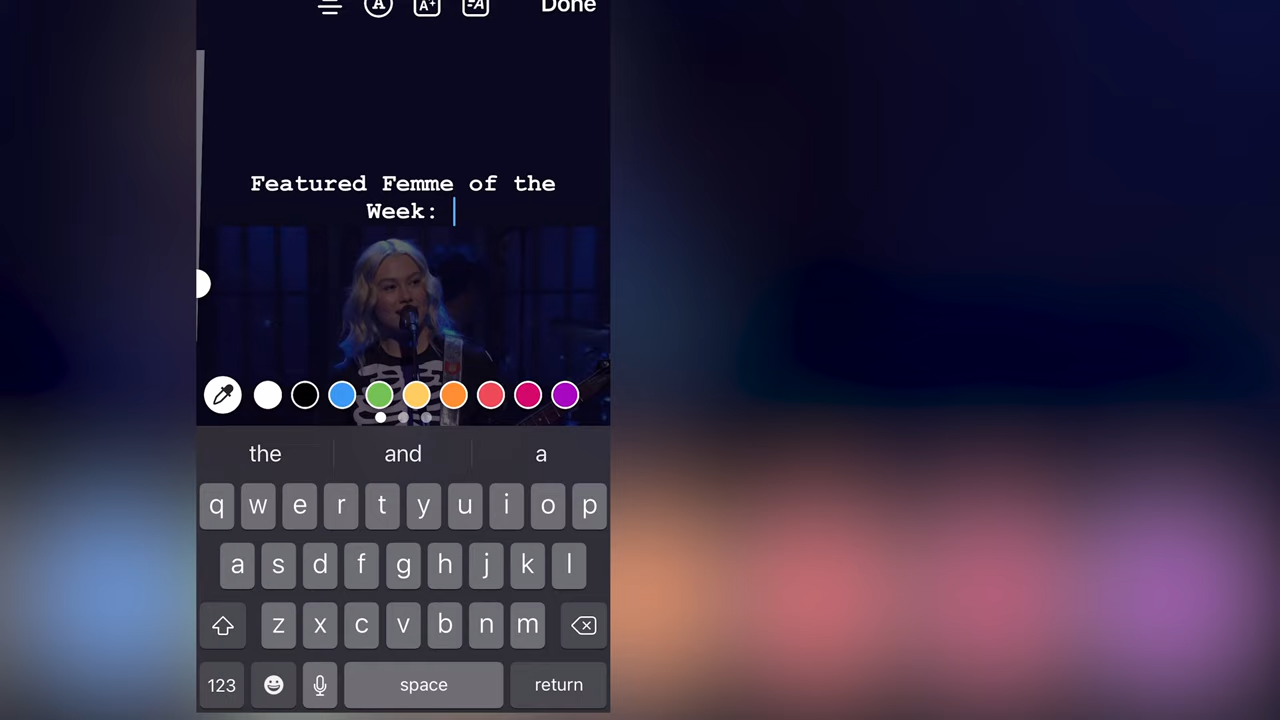 Done
Featured Femme of the
Week:
the and a
q w e r t y u i o p
a s d f g h j k l
z x c v b n m
123 space return